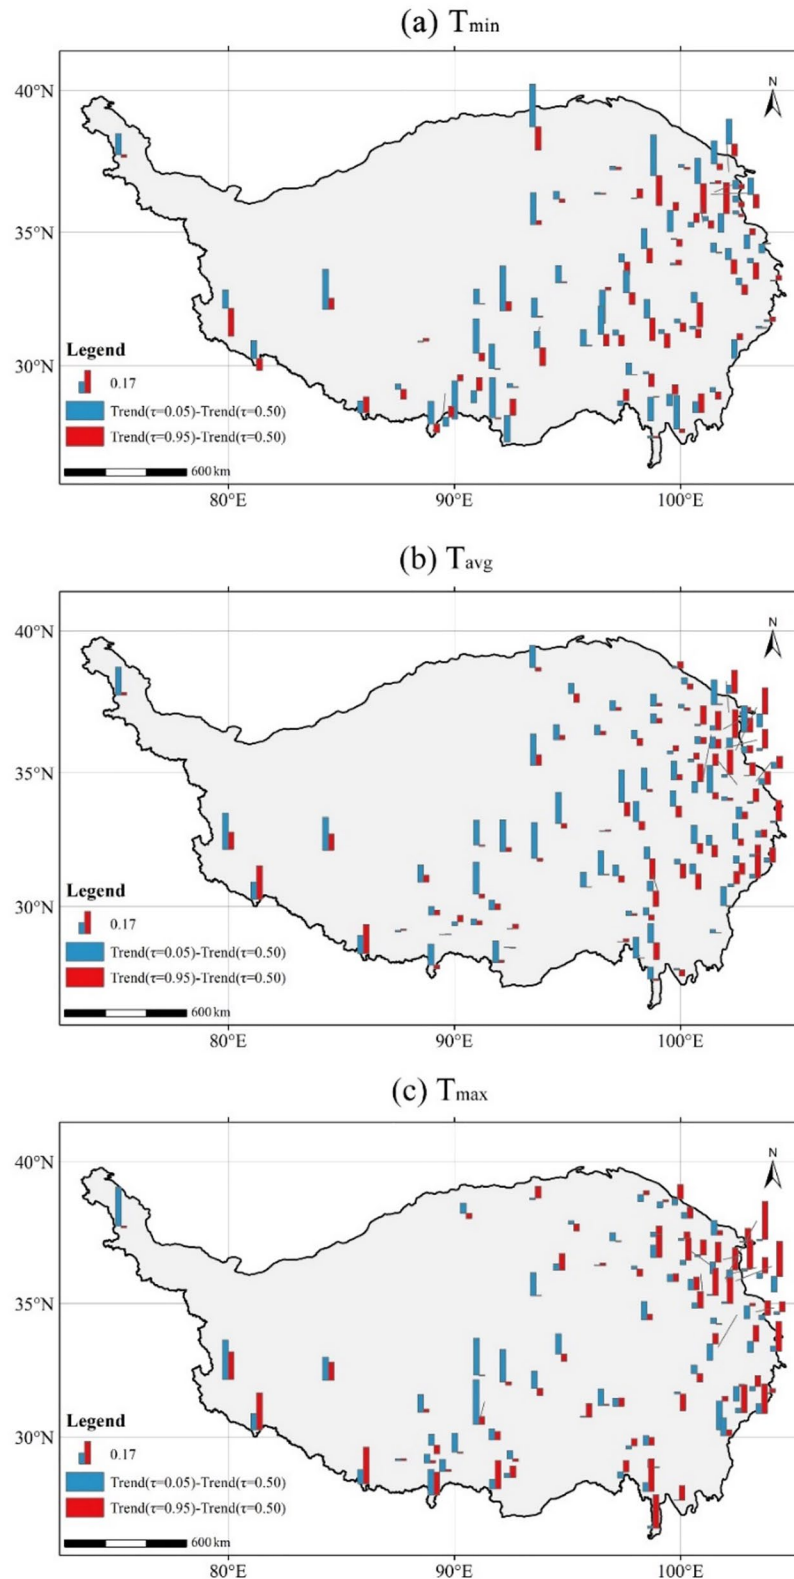 (a) Tmin
N
40°N
35°N
30°N
Legend
0.17
Trend(τ=0.05)-Trend(τ=0.50)
Trend(τ=0.95)-Trend(τ=0.50)
600 km
80°E 90°E 100°E
(b) Tavg
N
40°N
35°N
30°N
Legend
0.17
Trend(τ=0.05)-Trend(τ=0.50)
Trend(τ=0.95)-Trend(τ=0.50)
600 km
80°E 90°E 100°E
(c) Tmax
N
40°N
35°N
30°N
Legend
0.17
Trend(τ=0.05)-Trend(τ=0.50)
Trend(τ=0.95)-Trend(τ=0.50)
600 km
80°E 90°E 100°E